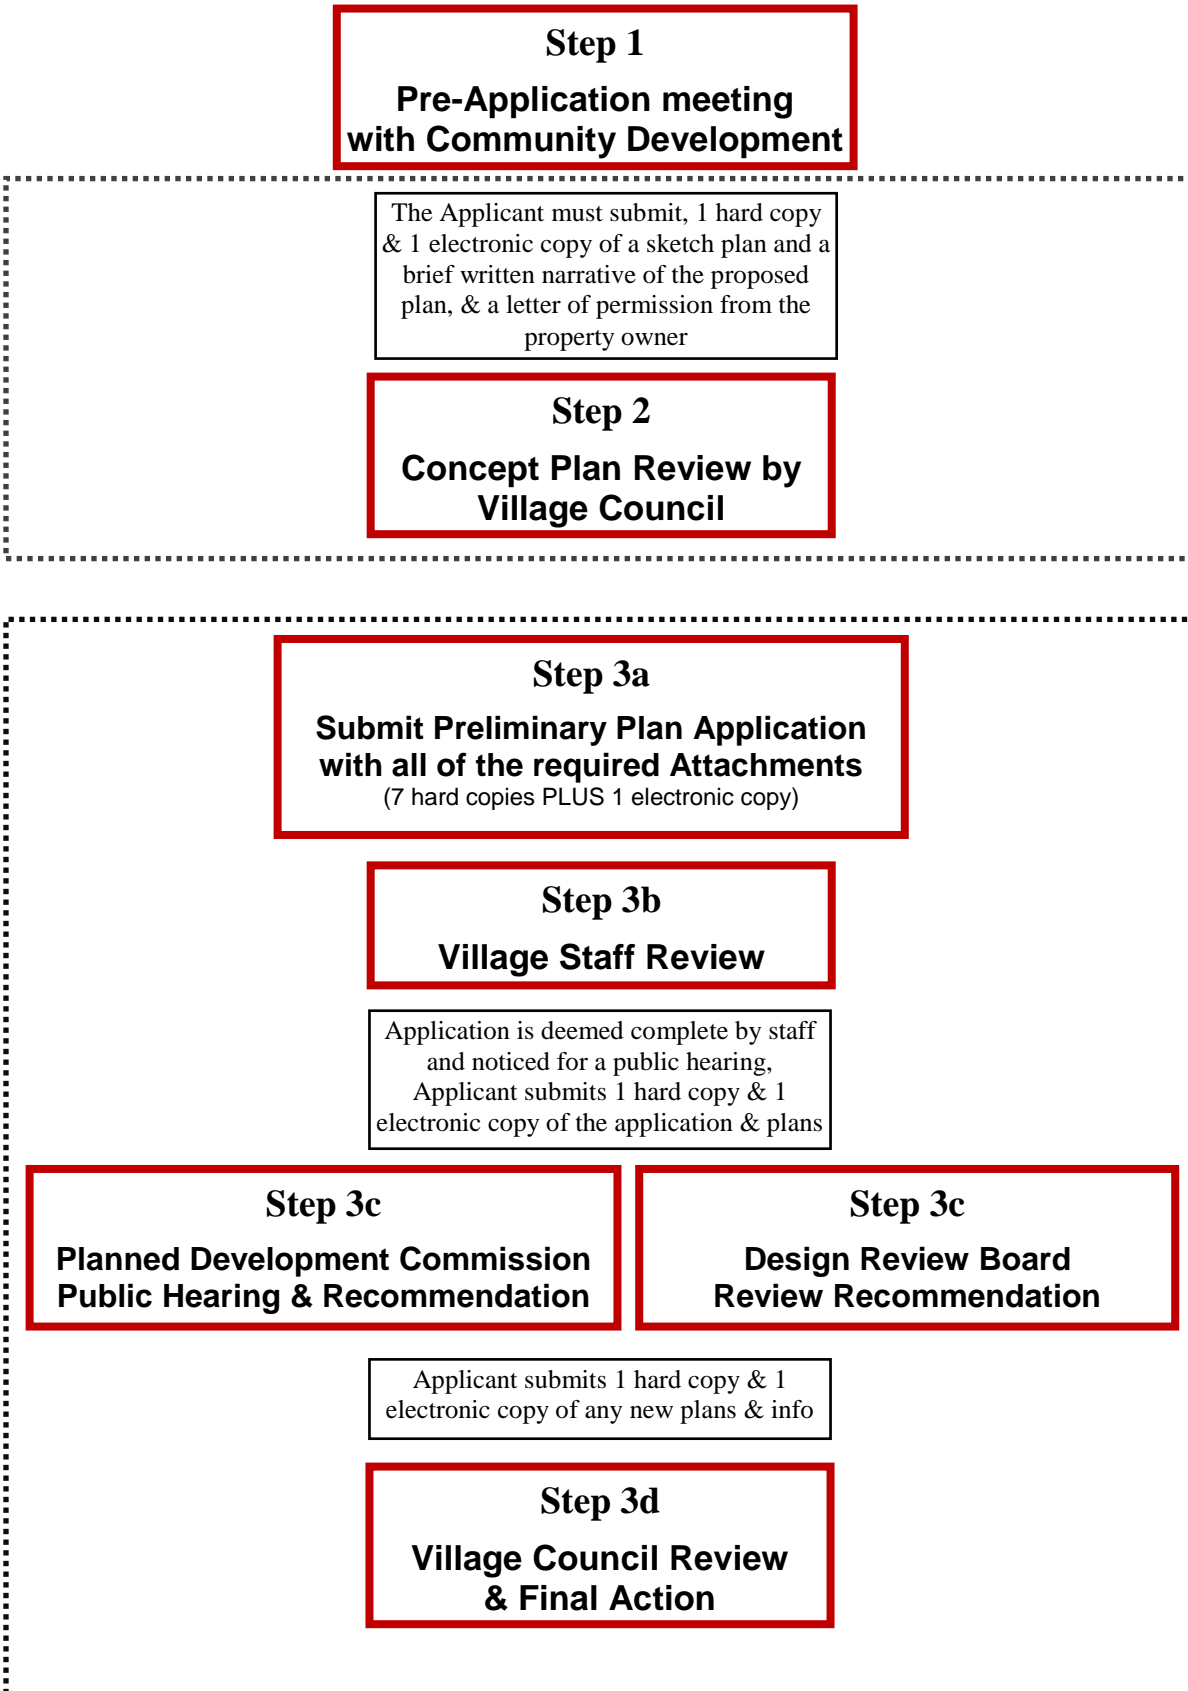 Step 1
Pre-Application meeting
with Community Development
The Applicant must submit, 1 hard copy
& 1 electronic copy of a sketch plan and a
brief written narrative of the proposed
plan, & a letter of permission from the
property owner
Step 2
Concept Plan Review by
Village Council
Step 3a
Submit Preliminary Plan Application
with all of the required Attachments
(7 hard copies PLUS 1 electronic copy)
Step 3b
Village Staff Review
Application is deemed complete by staff
and noticed for a public hearing,
Applicant submits 1 hard copy & 1
electronic copy of the application & plans
Step 3c
Planned Development Commission
Public Hearing & Recommendation
Step 3c
Design Review Board
Review Recommendation
Applicant submits 1 hard copy & 1
electronic copy of any new plans & info
Step 3d
Village Council Review
& Final Action